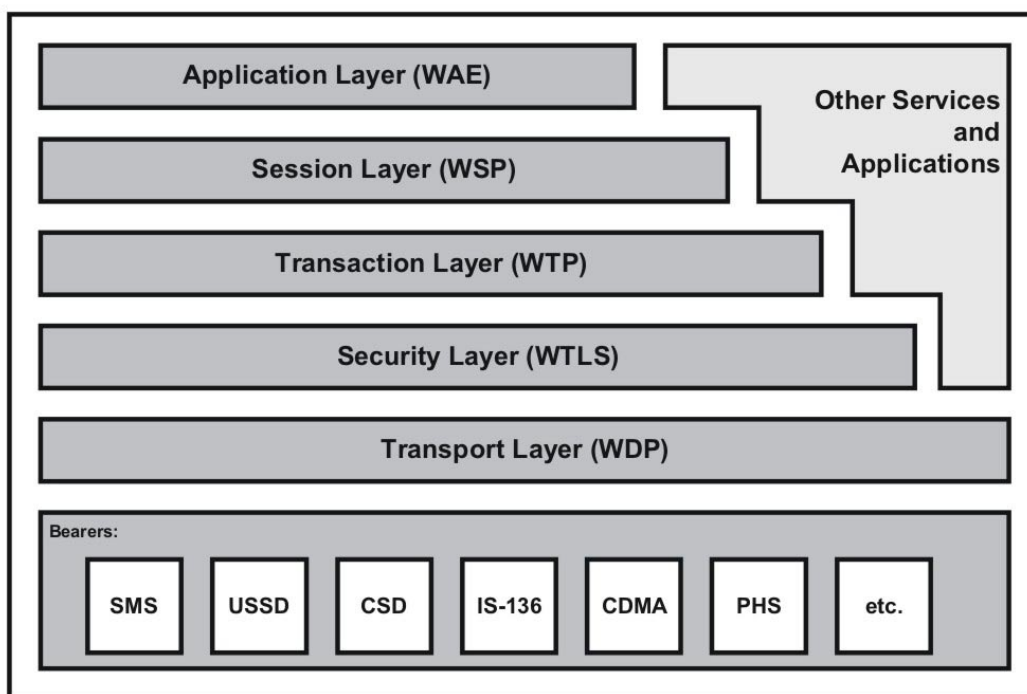 Application Layer (WAE)
Other Services
and
Applications
Session Layer (WSP)
Transaction Layer (WTP)
Security Layer (WTLS)
Transport Layer (WDP)
Bearers:
SMS
USSD
CSD
IS-136
CDMA
PHS
etc.